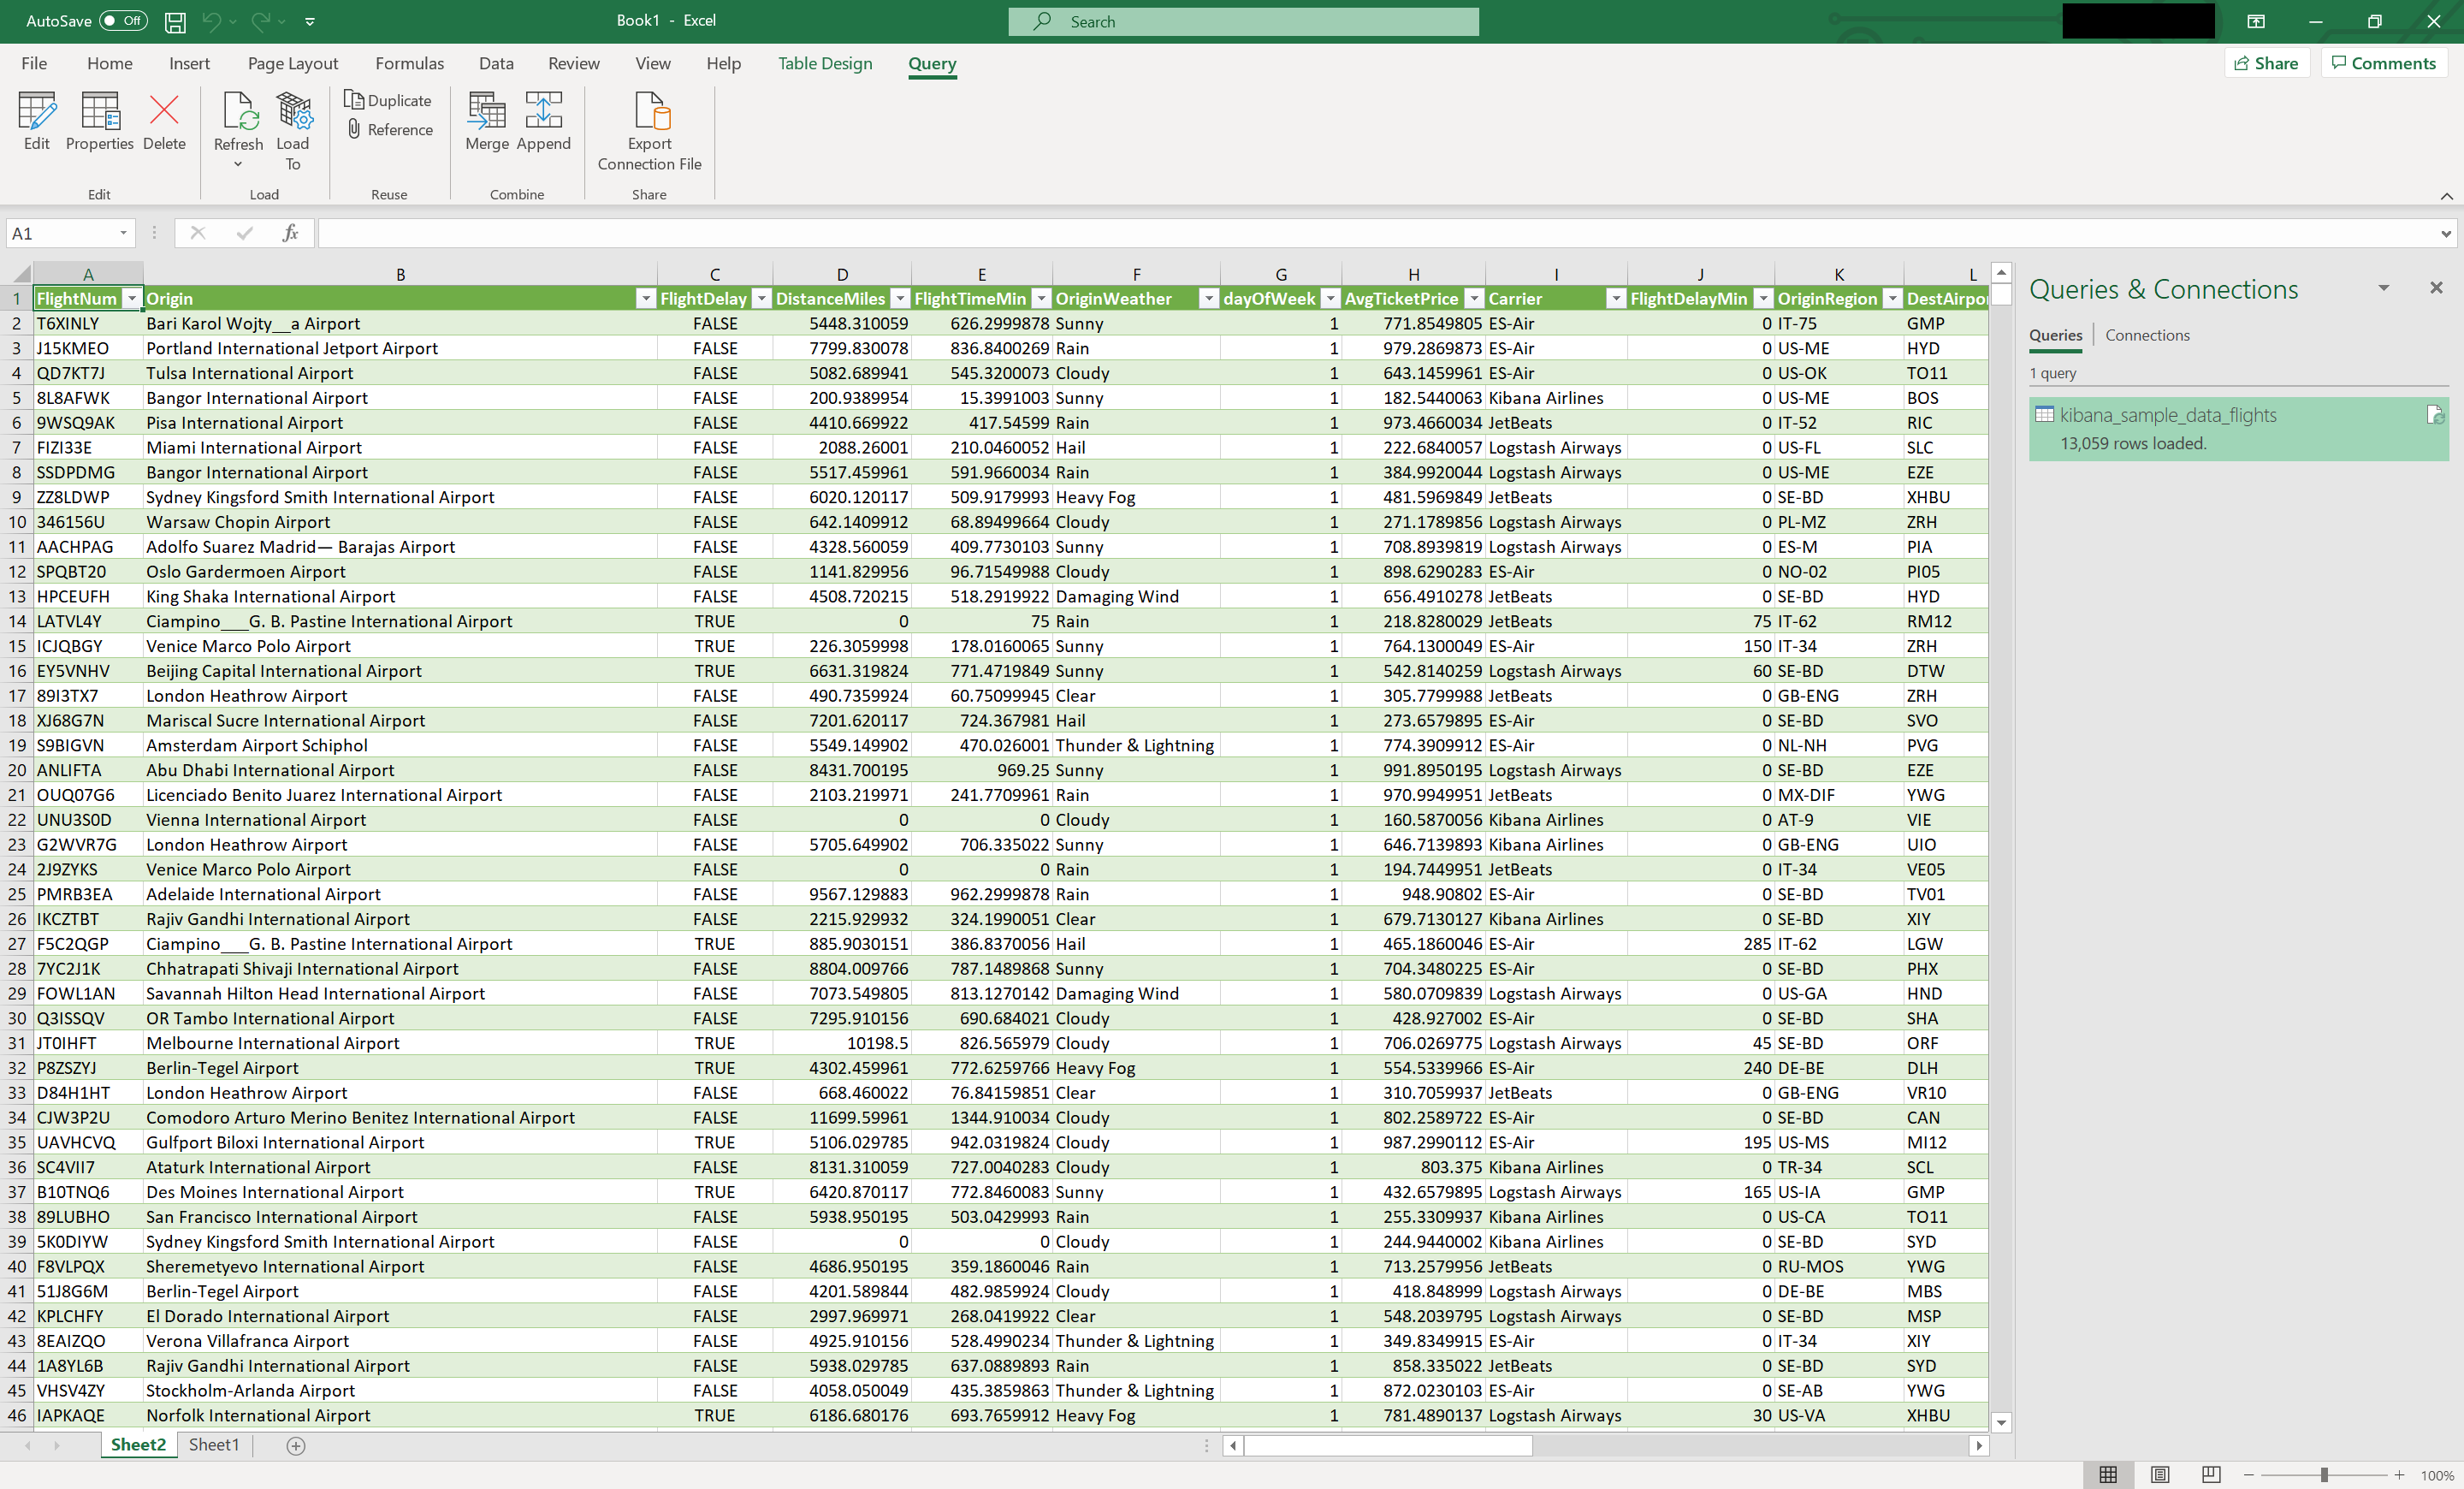 AutoSave Off Book1 - Excel Search
File Home Insert Page Layout Formulas Data Review View Help Table Design Query Share Comments
Edit Properties Delete Refresh Load To Duplicate Reference Merge Append Export Connection File
Edit Load Reuse Combine Share
A1 fx
A B C D E F G H I J K L
1 FlightNum Origin FlightDelay DistanceMiles FlightTimeMin OriginWeather dayOfWeek AvgTicketPrice Carrier FlightDelayMin OriginRegion DestAirpor
2 T6XINLY Bari Karol Wojty__a Airport FALSE 5448.310059 626.2999878 Sunny 1 771.8549805 ES-Air 0 IT-75 GMP
3 J15KMEO Portland International Jetport Airport FALSE 7799.830078 836.8400269 Rain 1 979.2869873 ES-Air 0 US-ME HYD
4 QD7KT7J Tulsa International Airport FALSE 5082.689941 545.3200073 Cloudy 1 643.1459961 ES-Air 0 US-OK TO11
5 8L8AFWK Bangor International Airport FALSE 200.9389954 15.3991003 Sunny 1 182.5440063 Kibana Airlines 0 US-ME BOS
6 9WSQ9AK Pisa International Airport FALSE 4410.669922 417.54599 Rain 1 973.4660034 JetBeats 0 IT-52 RIC
7 FIZI33E Miami International Airport FALSE 2088.26001 210.0460052 Hail 1 222.6840057 Logstash Airways 0 US-FL SLC
8 SSDPDMG Bangor International Airport FALSE 5517.459961 591.9660034 Rain 1 384.9920044 Logstash Airways 0 US-ME EZE
9 ZZ8LDWP Sydney Kingsford Smith International Airport FALSE 6020.120117 509.9179993 Heavy Fog 1 481.5969849 JetBeats 0 SE-BD XHBU
10 346156U Warsaw Chopin Airport FALSE 642.1409912 68.89499664 Cloudy 1 271.1789856 Logstash Airways 0 PL-MZ ZRH
11 AACHPAG Adolfo Suarez Madrid— Barajas Airport FALSE 4328.560059 409.7730103 Sunny 1 708.8939819 Logstash Airways 0 ES-M PIA
12 SPQBT20 Oslo Gardermoen Airport FALSE 1141.829956 96.71549988 Cloudy 1 898.6290283 ES-Air 0 NO-02 PI05
13 HPCEUFH King Shaka International Airport FALSE 4508.720215 518.2919922 Damaging Wind 1 656.4910278 JetBeats 0 SE-BD HYD
14 LATVL4Y Ciampino___G. B. Pastine International Airport TRUE 0 75 Rain 1 218.8280029 JetBeats 75 IT-62 RM12
15 ICJQBGY Venice Marco Polo Airport TRUE 226.3059998 178.0160065 Sunny 1 764.1300049 ES-Air 150 IT-34 ZRH
16 EY5VNHV Beijing Capital International Airport TRUE 6631.319824 771.4719849 Sunny 1 542.8140259 Logstash Airways 60 SE-BD DTW
17 89I3TX7 London Heathrow Airport FALSE 490.7359924 60.75099945 Clear 1 305.7799988 JetBeats 0 GB-ENG ZRH
18 XJ68G7N Mariscal Sucre International Airport FALSE 7201.620117 724.367981 Hail 1 273.6579895 ES-Air 0 SE-BD SVO
19 S9BIGVN Amsterdam Airport Schiphol FALSE 5549.149902 470.026001 Thunder & Lightning 1 774.3909912 ES-Air 0 NL-NH PVG
20 ANLIFTA Abu Dhabi International Airport FALSE 8431.700195 969.25 Sunny 1 991.8950195 Logstash Airways 0 SE-BD EZE
21 OUQ07G6 Licenciado Benito Juarez International Airport FALSE 2103.219971 241.7709961 Rain 1 970.9949951 JetBeats 0 MX-DIF YWG
22 UNU3S0D Vienna International Airport FALSE 0 0 Cloudy 1 160.5870056 Kibana Airlines 0 AT-9 VIE
23 G2WVR7G London Heathrow Airport FALSE 5705.649902 706.335022 Sunny 1 646.7139893 Kibana Airlines 0 GB-ENG UIO
24 2J9ZYKS Venice Marco Polo Airport FALSE 0 0 Rain 1 194.7449951 JetBeats 0 IT-34 VE05
25 PMRB3EA Adelaide International Airport FALSE 9567.129883 962.2999878 Rain 1 948.90802 ES-Air 0 SE-BD TV01
26 IKCZTBT Rajiv Gandhi International Airport FALSE 2215.929932 324.1990051 Clear 1 679.7130127 Kibana Airlines 0 SE-BD XIY
27 F5C2QGP Ciampino___G. B. Pastine International Airport TRUE 885.9030151 386.8370056 Hail 1 465.1860046 ES-Air 285 IT-62 LGW
28 7YC2J1K Chhatrapati Shivaji International Airport FALSE 8804.009766 787.1489868 Sunny 1 704.3480225 ES-Air 0 SE-BD PHX
29 FOWL1AN Savannah Hilton Head International Airport FALSE 7073.549805 813.1270142 Damaging Wind 1 580.0709839 Logstash Airways 0 US-GA HND
30 Q3ISSQV OR Tambo International Airport FALSE 7295.910156 690.684021 Cloudy 1 428.927002 ES-Air 0 SE-BD SHA
31 JT0IHFT Melbourne International Airport TRUE 10198.5 826.565979 Cloudy 1 706.0269775 Logstash Airways 45 SE-BD ORF
32 P8ZSZYJ Berlin-Tegel Airport TRUE 4302.459961 772.6259766 Heavy Fog 1 554.5339966 ES-Air 240 DE-BE DLH
33 D84H1HT London Heathrow Airport FALSE 668.460022 76.84159851 Clear 1 310.7059937 JetBeats 0 GB-ENG VR10
34 CJW3P2U Comodoro Arturo Merino Benitez International Airport FALSE 11699.59961 1344.910034 Cloudy 1 802.2589722 ES-Air 0 SE-BD CAN
35 UAVHCVQ Gulfport Biloxi International Airport TRUE 5106.029785 942.0319824 Cloudy 1 987.2990112 ES-Air 195 US-MS MI12
36 SC4VII7 Ataturk International Airport FALSE 8131.310059 727.0040283 Cloudy 1 803.375 Kibana Airlines 0 TR-34 SCL
37 B10TNQ6 Des Moines International Airport TRUE 6420.870117 772.8460083 Sunny 1 432.6579895 Logstash Airways 165 US-IA GMP
38 89LUBHO San Francisco International Airport FALSE 5938.950195 503.0429993 Rain 1 255.3309937 Kibana Airlines 0 US-CA TO11
39 5K0DIYW Sydney Kingsford Smith International Airport FALSE 0 0 Cloudy 1 244.9440002 Kibana Airlines 0 SE-BD SYD
40 F8VLPQX Sheremetyevo International Airport FALSE 4686.950195 359.1860046 Rain 1 713.2579956 JetBeats 0 RU-MOS YWG
41 51J8G6M Berlin-Tegel Airport FALSE 4201.589844 482.9859924 Cloudy 1 418.848999 Logstash Airways 0 DE-BE MBS
42 KPLCHFY El Dorado International Airport FALSE 2997.969971 268.0419922 Clear 1 548.2039795 Logstash Airways 0 SE-BD MSP
43 8EAIZQO Verona Villafranca Airport FALSE 4925.910156 528.4990234 Thunder & Lightning 1 349.8349915 ES-Air 0 IT-34 XIY
44 1A8YL6B Rajiv Gandhi International Airport FALSE 5938.029785 637.0889893 Rain 1 858.335022 JetBeats 0 SE-BD SYD
45 VHSV4ZY Stockholm-Arlanda Airport FALSE 4058.050049 435.3859863 Thunder & Lightning 1 872.0230103 ES-Air 0 SE-AB YWG
46 IAPKAQE Norfolk International Airport TRUE 6186.680176 693.7659912 Heavy Fog 1 781.4890137 Logstash Airways 30 US-VA XHBU
Queries & Connections
Queries Connections
1 query
kibana_sample_data_flights
13,059 rows loaded.
Sheet2 Sheet1
100%